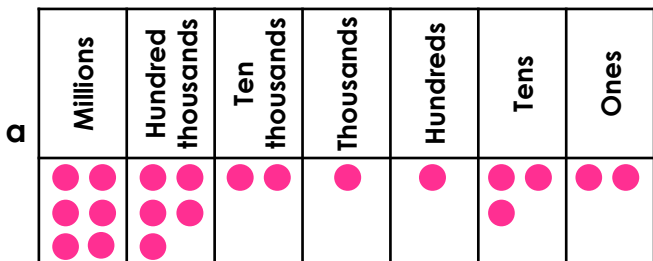 a
Millions
Hundred
thousands
Ten
thousands
Thousands
Hundreds
Tens
Ones